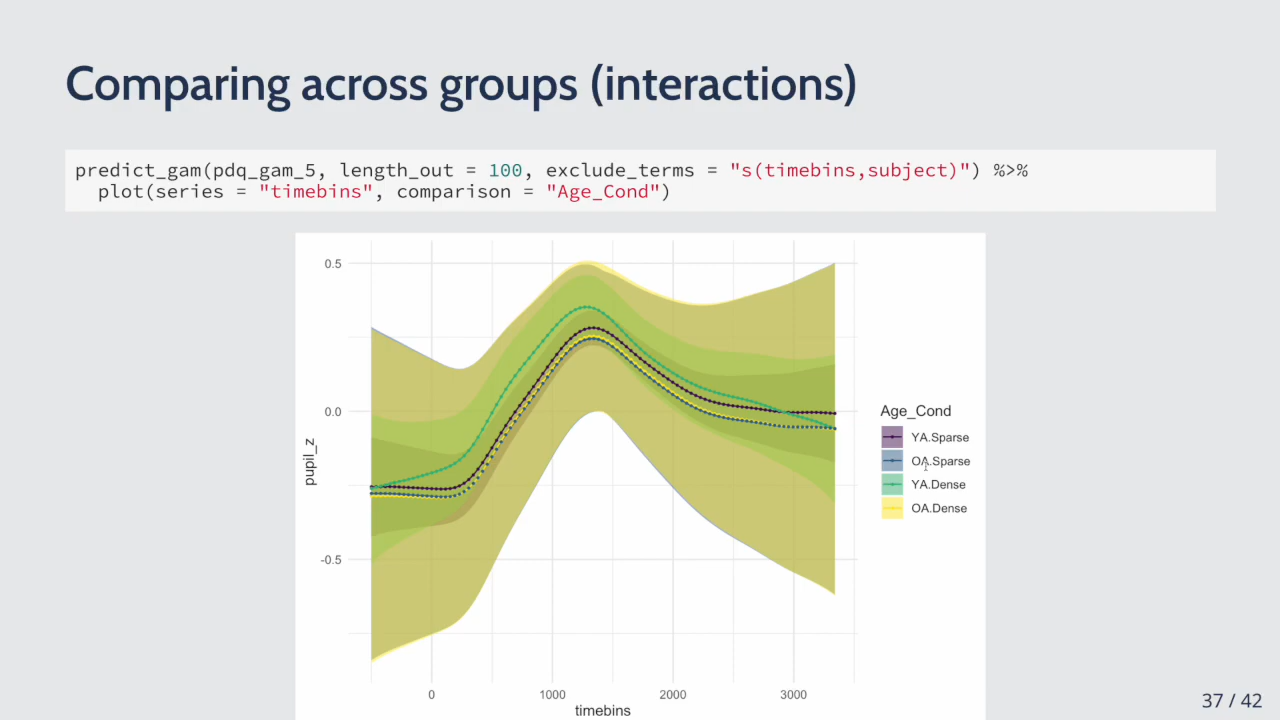 Comparing across groups (interactions)
predict_gam(pdq_gam_5, length_out = 100, exclude_terms = "s(timebins,subject)") %>%
plot(series = "timebins", comparison = "Age_Cond")
0.5
0.0
-0.5
pupil_z
0 1000 2000 3000
timebins
Age_Cond
YA.Sparse
OA.Sparse
YA.Dense
OA.Dense
37 / 42